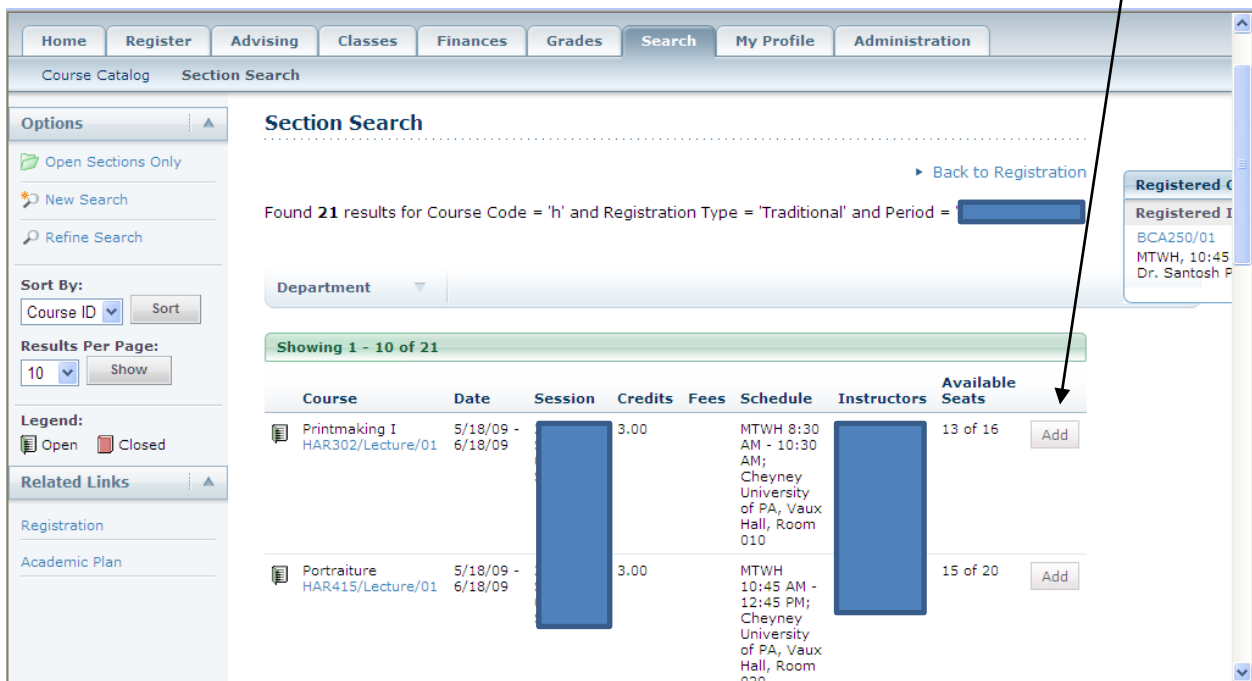 Home Register Advising Classes Finances Grades Search My Profile Administration
Course Catalog Section Search
Options
Open Sections Only
New Search
Refine Search
Sort By:
Course ID Sort
Results Per Page:
10 Show
Legend:
Open Closed
Related Links
Registration
Academic Plan
Section Search
Back to Registration
Found 21 results for Course Code = 'h' and Registration Type = 'Traditional' and Period = '
Department
Showing 1 - 10 of 21
Course Date Session Credits Fees Schedule Instructors Available
Seats
Printmaking I 5/18/09 - 3.00 MTWH 8:30 13 of 16 Add
HAR302/Lecture/01 6/18/09 AM - 10:30
AM;
Cheyney
University
of PA, Vaux
Hall, Room
010
Portraiture 5/18/09 - 3.00 MTWH 15 of 20 Add
HAR415/Lecture/01 6/18/09 10:45 AM -
12:45 PM;
Cheyney
University
of PA, Vaux
Hall, Room
Registered
Registered
BCA250/01
MTWH, 10:45
Dr. Santosh